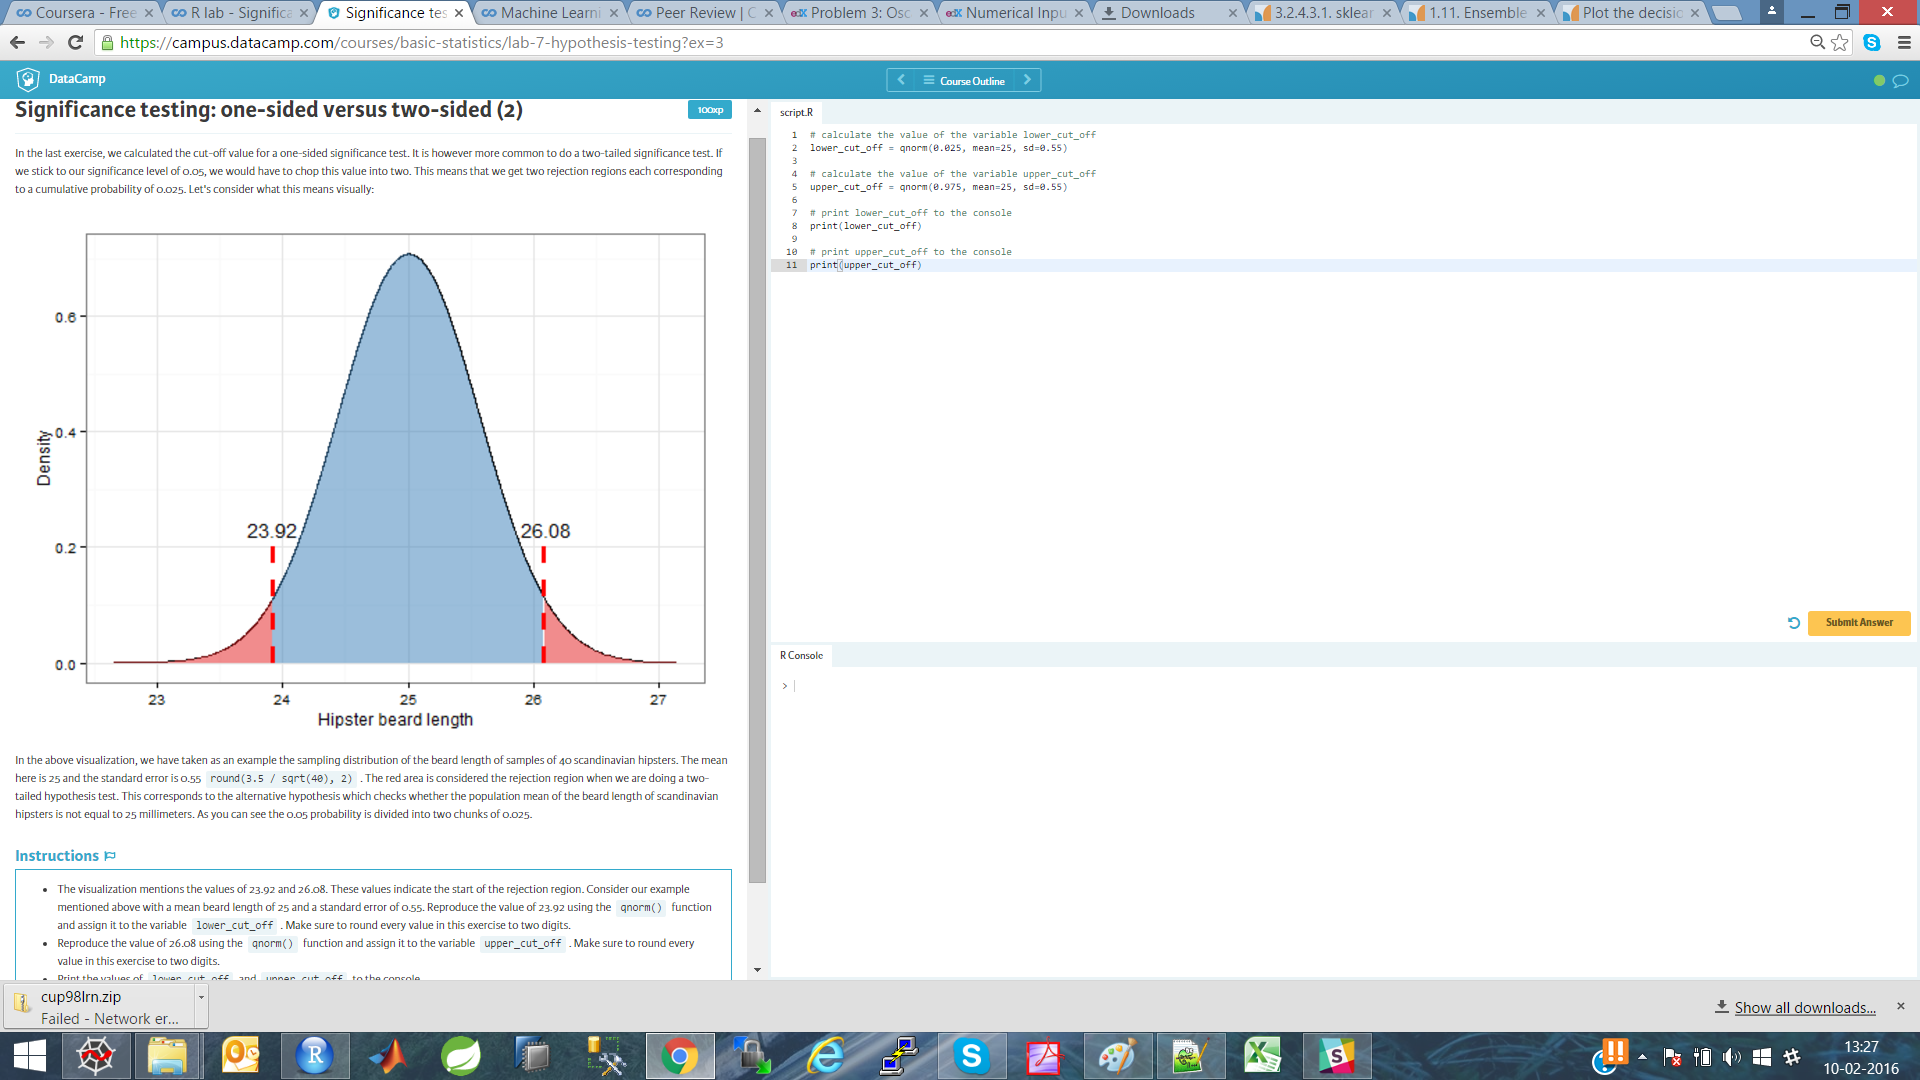 Coursera - Free
R lab - Significa
Significance tes
Machine Learni
Peer Review | C
edX Problem 3: Osc
edX Numerical Inpu
Downloads
3.2.4.3.1. sklear
1.11. Ensemble
Plot the decisio
https://campus.datacamp.com/courses/basic-statistics/lab-7-hypothesis-testing?ex=3
DataCamp
Course Outline
Significance testing: one-sided versus two-sided (2)
100xp
In the last exercise, we calculated the cut-off value for a one-sided significance test. It is however more common to do a two-tailed significance test. If
we stick to our significance level of 0.05, we would have to chop this value into two. This means that we get two rejection regions each corresponding
to a cumulative probability of 0.025. Let's consider what this means visually:
0.6
0.4
0.2
0.0
Density
23.92
26.08
23
24
25
26
27
Hipster beard length
In the above visualization, we have taken as an example the sampling distribution of the beard length of samples of 40 scandinavian hipsters. The mean
here is 25 and the standard error is 0.55 round(3.5 / sqrt(40), 2) . The red area is considered the rejection region when we are doing a two-
tailed hypothesis test. This corresponds to the alternative hypothesis which checks whether the population mean of the beard length of scandinavian
hipsters is not equal to 25 millimeters. As you can see the 0.05 probability is divided into two chunks of 0.025.
Instructions
• The visualization mentions the values of 23.92 and 26.08. These values indicate the start of the rejection region. Consider our example
mentioned above with a mean beard length of 25 and a standard error of 0.55. Reproduce the value of 23.92 using the qnorm() function
and assign it to the variable lower_cut_off . Make sure to round every value in this exercise to two digits.
• Reproduce the value of 26.08 using the qnorm() function and assign it to the variable upper_cut_off . Make sure to round every
value in this exercise to two digits.
• Print the values of lower_cut_off and upper_cut_off to the console
script.R
1 # calculate the value of the variable lower_cut_off
2 lower_cut_off = qnorm(0.025, mean=25, sd=0.55)
3
4 # calculate the value of the variable upper_cut_off
5 upper_cut_off = qnorm(0.975, mean=25, sd=0.55)
6
7 # print lower_cut_off to the console
8 print(lower_cut_off)
9
10 # print upper_cut_off to the console
11 print(upper_cut_off)
Submit Answer
R Console
>
cup98lrn.zip
Failed - Network er...
Show all downloads...
13:27
10-02-2016